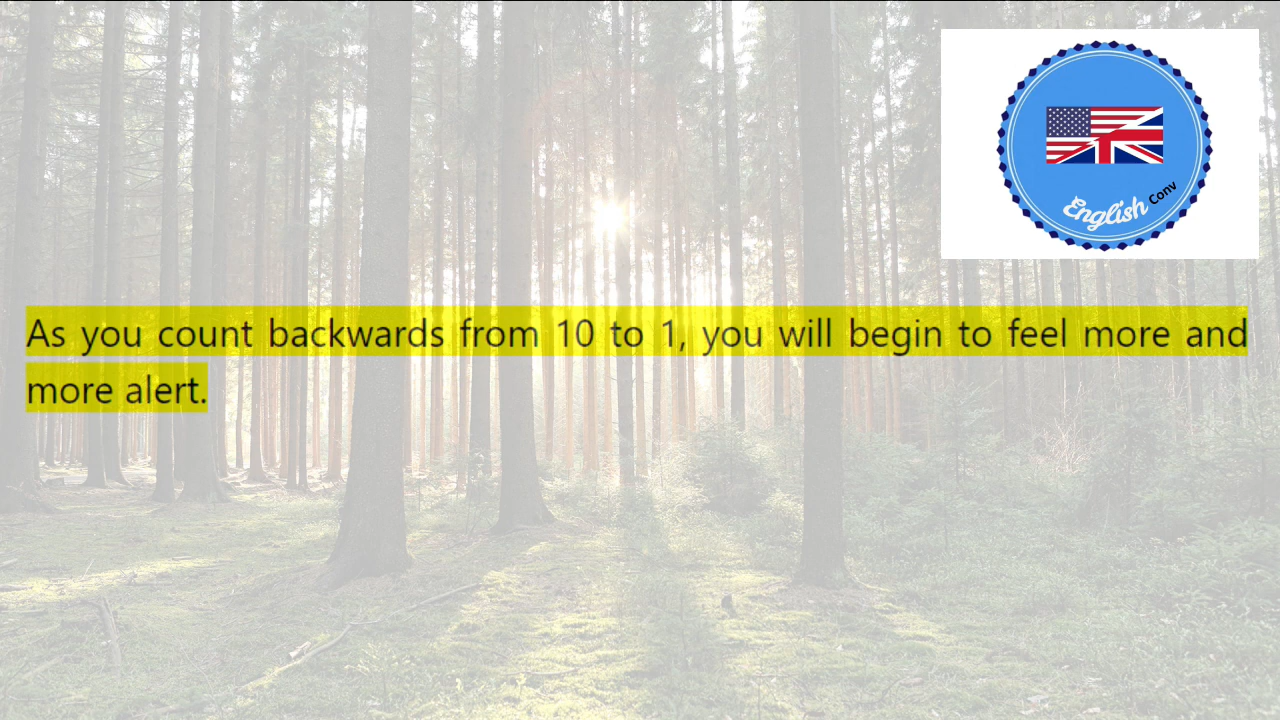 English Conv
As you count backwards from 10 to 1, you will begin to feel more and
more alert.